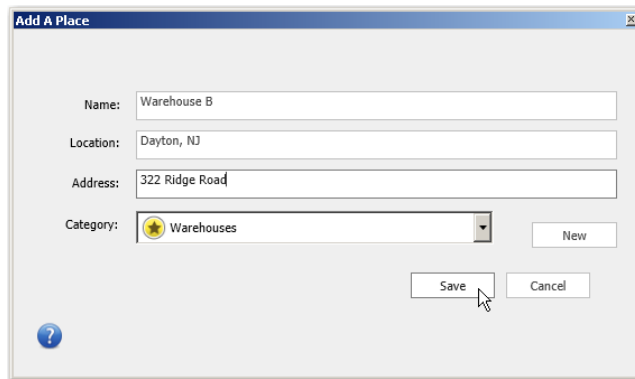 Add A Place
Name: Warehouse B
Location: Dayton, NJ
Address: 322 Ridge Road
Category: Warehouses
New
Save Cancel
?